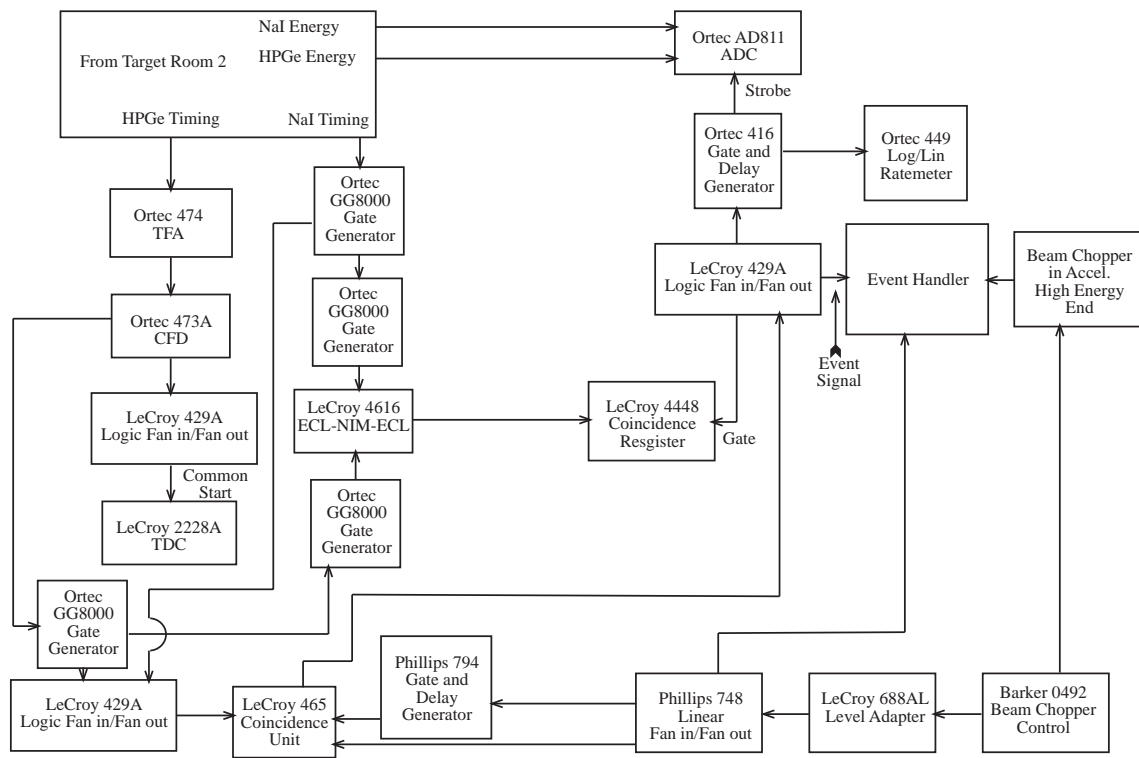 NaI Energy
From Target Room 2
HPGe Energy
HPGe Timing
NaI Timing
Ortec AD811
ADC
Strobe
Ortec 416
Gate and
Delay
Generator
Ortec 449
Log/Lin
Ratemeter
Ortec
GG8000
Gate
Generator
Ortec 474
TFA
LeCroy 429A
Logic Fan in/Fan out
Event Handler
Beam Chopper
in Accel.
High Energy
End
Ortec
GG8000
Gate
Generator
Ortec 473A
CFD
Event
Signal
LeCroy 429A
Logic Fan in/Fan out
LeCroy 4616
ECL-NIM-ECL
LeCroy 4448
Coincidence
Resgister
Gate
Common
Start
LeCroy 2228A
TDC
Ortec
GG8000
Gate
Generator
Ortec
GG8000
Gate
Generator
LeCroy 429A
Logic Fan in/Fan out
LeCroy 465
Coincidence
Unit
Phillips 794
Gate and
Delay
Generator
Phillips 748
Linear
Fan in/Fan out
LeCroy 688AL
Level Adapter
Barker 0492
Beam Chopper
Control